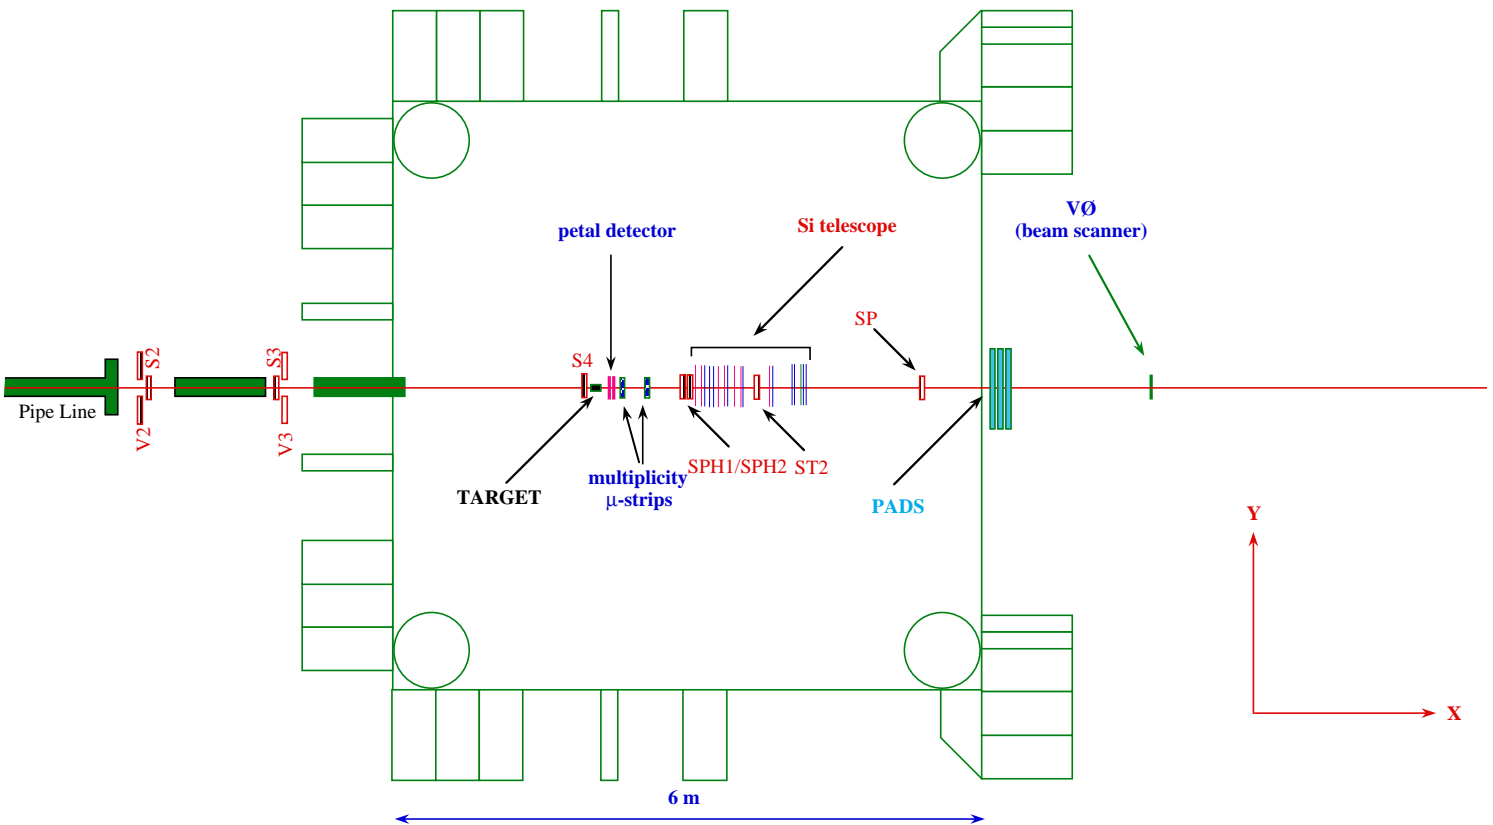 VØ
(beam scanner)
Si telescope
petal detector
SP
S2
S3
S4
Pipe Line
V2
V3
SPH1/SPH2
ST2
multiplicity
μ-strips
TARGET
PADS
Y
X
6 m